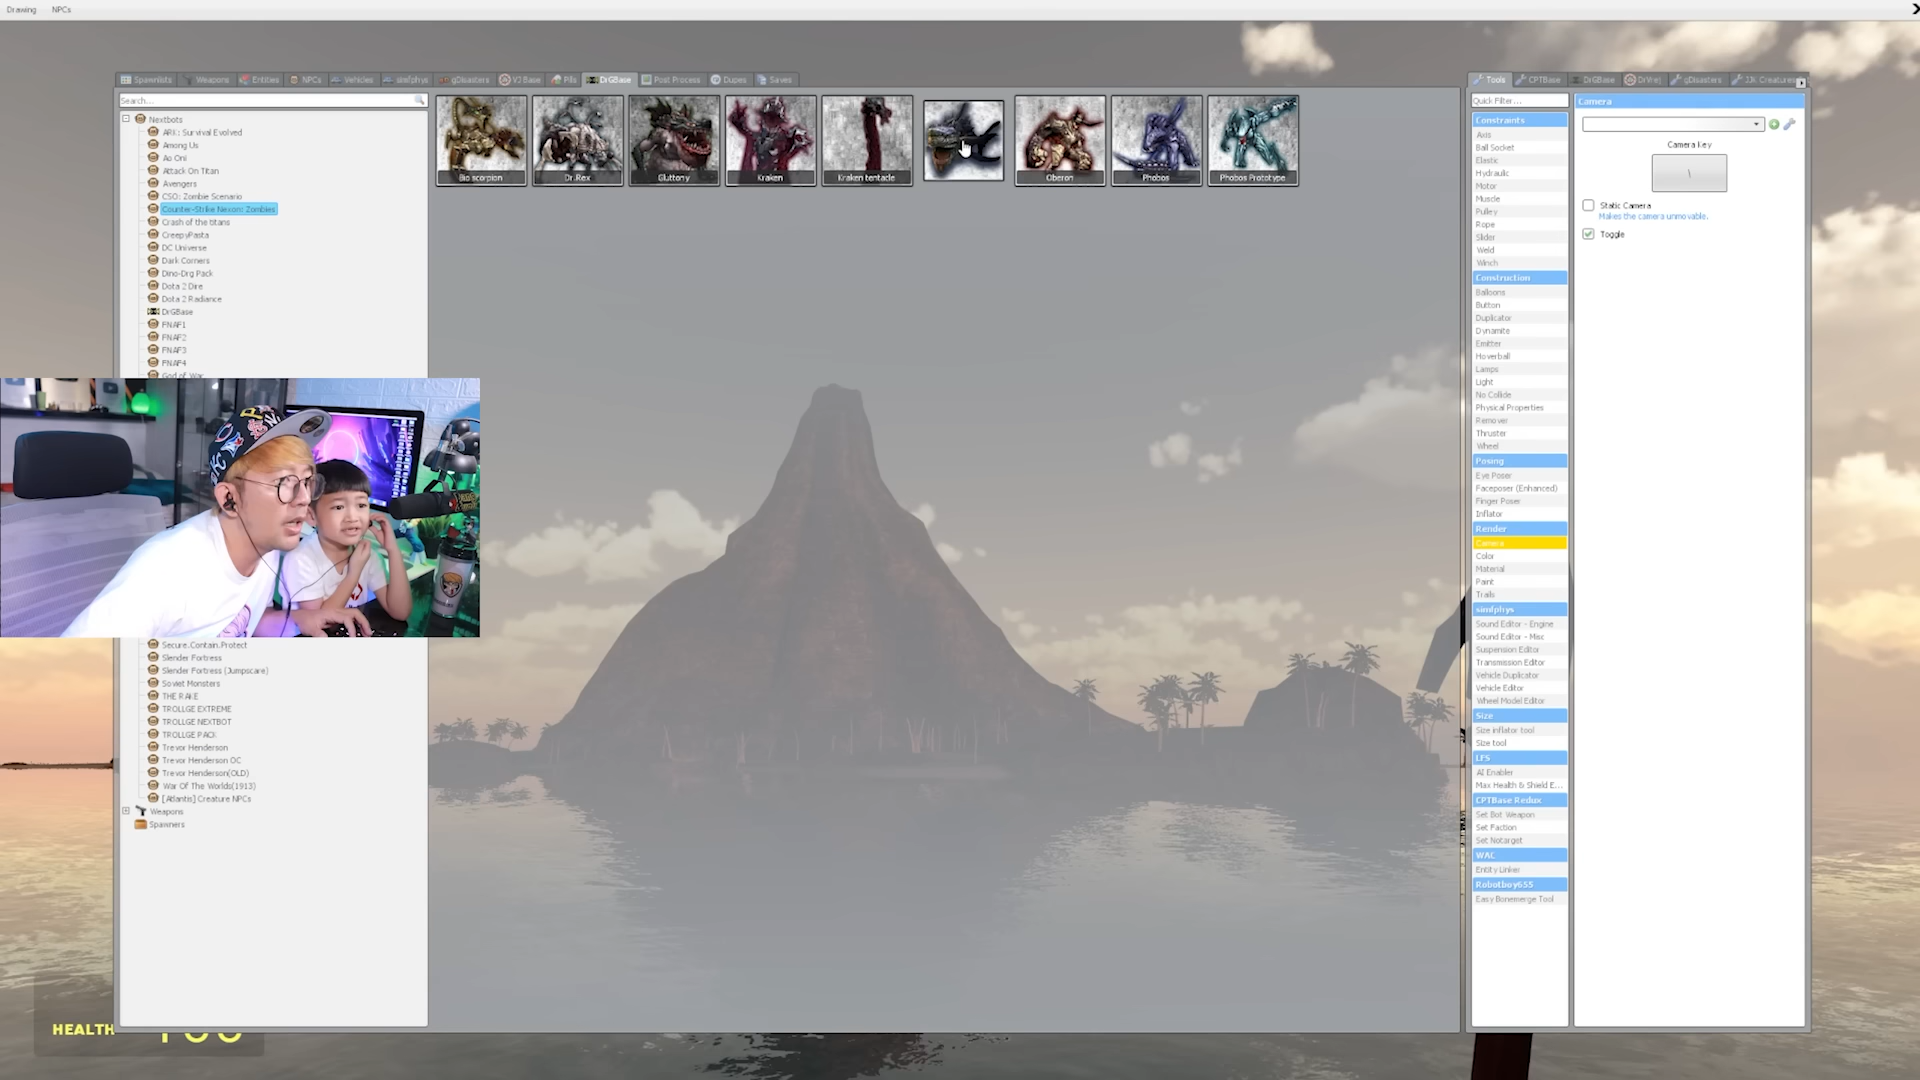 Drawing NPCs
X
Spawnlists Weapons Entities NPCs Vehicles simfphys gDisasters VJ Base Pills DrGBase Post Process Dupes Saves
Search...
Nextbots
ARK: Survival Evolved
Among Us
Ao Oni
Attack On Titan
Avengers
CSO: Zombie Scenario
Counter-Strike Nexon: Zombies
Crash of the titans
CreepyPasta
DC Universe
Dark Corners
Dino-Drg Pack
Dota 2 Dire
Dota 2 Radiance
DrGBase
FNAF1
FNAF2
FNAF3
FNAF4
God of War
Secure.Contain.Protect
Slender Fortress
Slender Fortress (Jumpscare)
Soviet Monsters
THE RAKE
TROLLGE EXTREME
TROLLGE NEXTBOT
TROLLGE PACK
Trevor Henderson
Trevor Henderson OC
Trevor Henderson(OLD)
War Of The Worlds(1913)
[Atlantis] Creature NPCs
Weapons
Spawners
Bio scorpion
Dr.Rex
Gluttony
Kraken
Kraken tentacle
Oberon
Phobos
Phobos Prototype
Tools CPTBase DrGBase DrVrej gDisasters JJK Creatures
Quick Filter...
Constraints
Axis
Ball Socket
Elastic
Hydraulic
Motor
Muscle
Pulley
Rope
Slider
Weld
Winch
Construction
Balloons
Button
Duplicator
Dynamite
Emitter
Hoverball
Lamps
Light
No Collide
Physical Properties
Remover
Thruster
Wheel
Posing
Eye Poser
Faceposer (Enhanced)
Finger Poser
Inflator
Render
Camera
Color
Material
Paint
Trails
simfphys
Sound Editor - Engine
Sound Editor - Misc
Suspension Editor
Transmission Editor
Vehicle Duplicator
Vehicle Editor
Wheel Model Editor
Size
Size inflator tool
Size tool
LFS
AI Enabler
Max Health & Shield E...
CPTBase Redux
Set Bot Weapon
Set Faction
Set Notarget
WAC
Entity Linker
Robotboy655
Easy Bonemerge Tool
Camera
Camera Key
\
Static Camera
Makes the camera unmovable.
Toggle
HEALTH